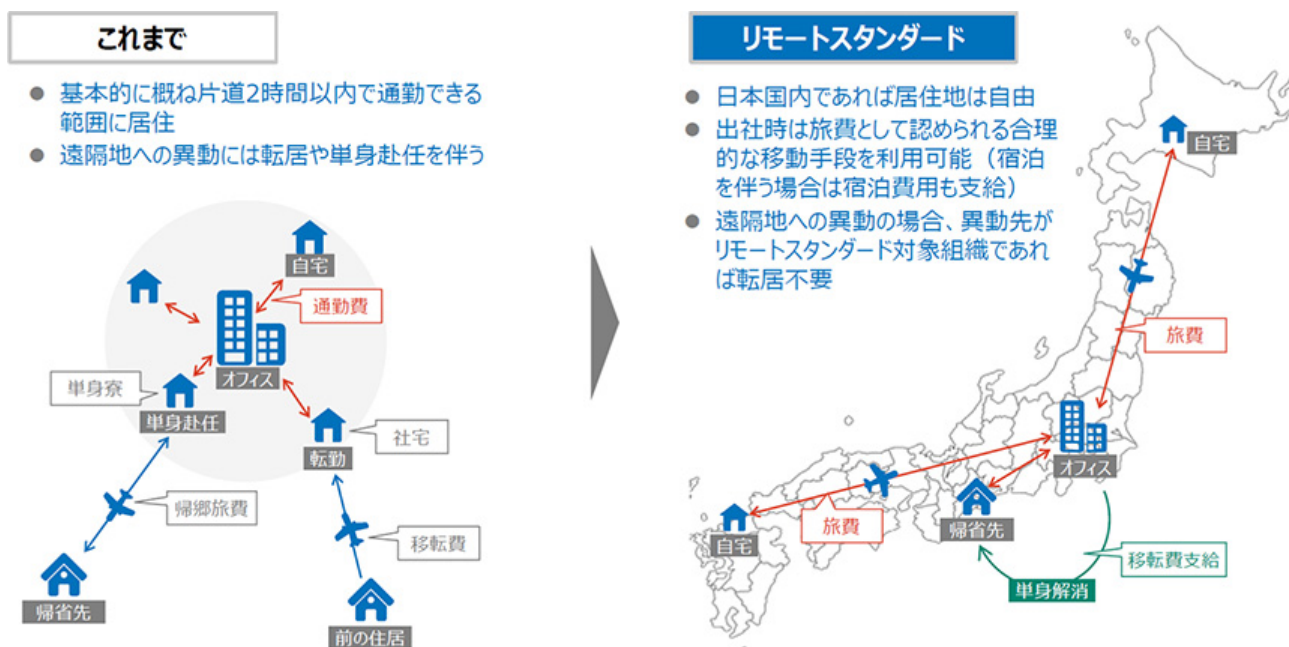 これまで
● 基本的に概ね片道2時間以内で通勤できる
範囲に居住
● 遠隔地への異動には転居や単身赴任を伴う
自宅
通勤費
オフィス
単身寮
単身赴任
社宅
転勤
帰郷旅費
移転費
帰省先
前の住居
リモートスタンダード
● 日本国内であれば居住地は自由
● 出社時は旅費として認められる合理
的な移動手段を利用可能（宿泊
を伴う場合は宿泊費用も支給）
● 遠隔地への異動の場合、異動先が
リモートスタンダード対象組織であれ
ば転居不要
自宅
旅費
オフィス
旅費
自宅
帰省先
移転費支給
単身解消